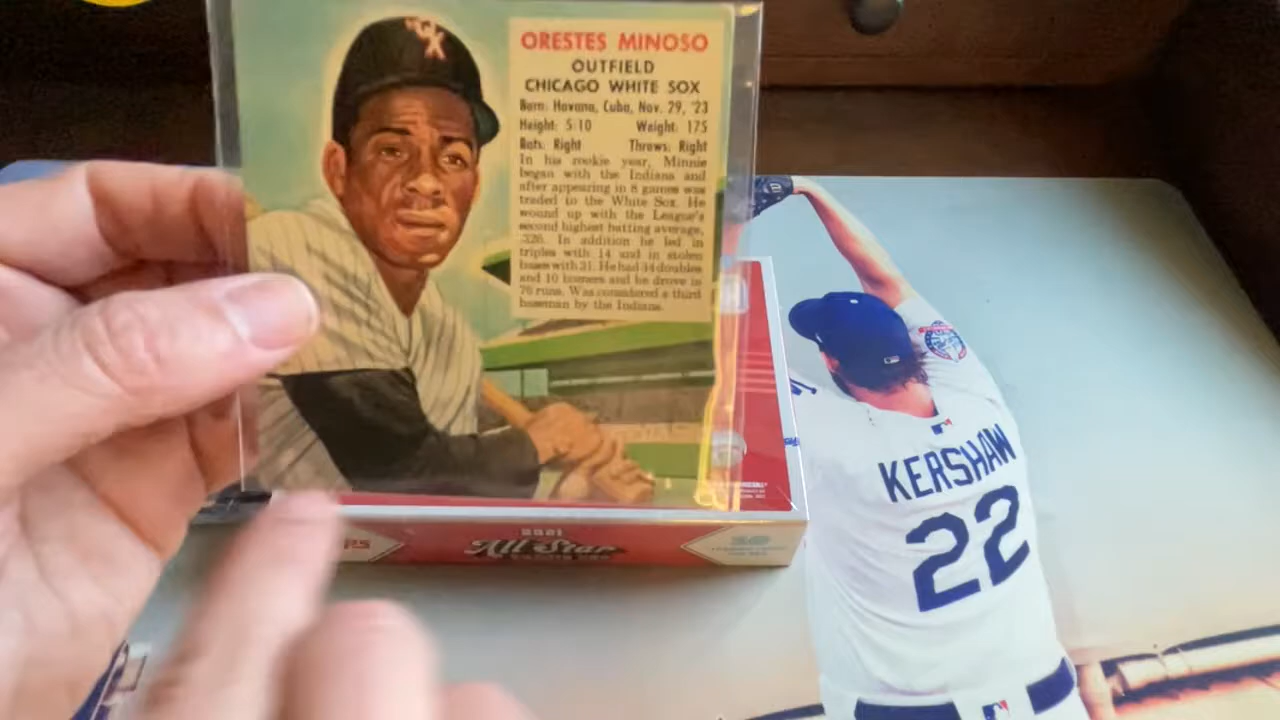 SOX
ORESTES MINOSO
OUTFIELD
CHICAGO WHITE SOX
Born: Havana, Cuba, Nov. 29, '23
Height: 5:10 Weight: 175
Bats: Right Throws: Right
In his rookie year, Minnie
began with the Indians and
after appearing in 8 games was
traded to the White Sox. He
wound up with the League's
second highest batting average,
.326. In addition he led in
triples with 14 and in stolen
bases with 31. He had 34 doubles
and 10 homers and he drove in
76 runs. Was considered a third
baseman by the Indians.
KERSHAW
22
2021
All-Star